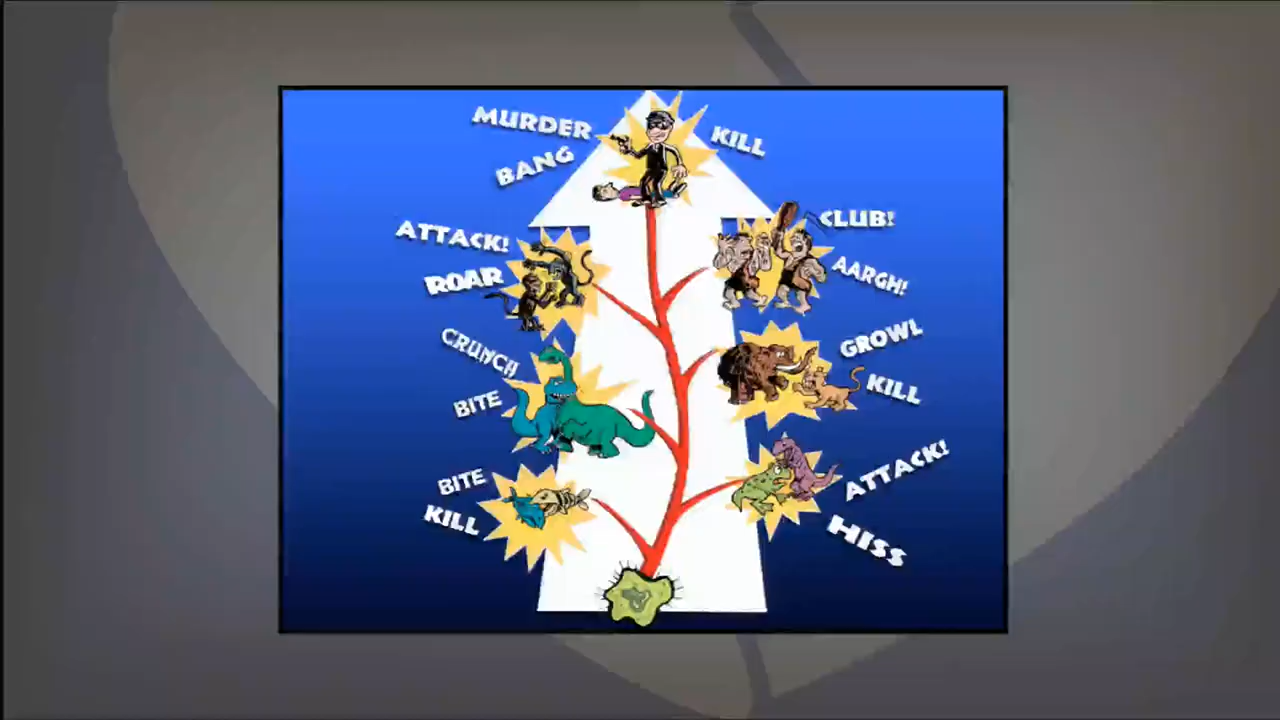 MURDER
KILL
BANG
ATTACK!
CLUB!
ROAR
AARGH!
CRUNCH
GROWL
BITE
KILL
BITE
ATTACK!
KILL
HISS